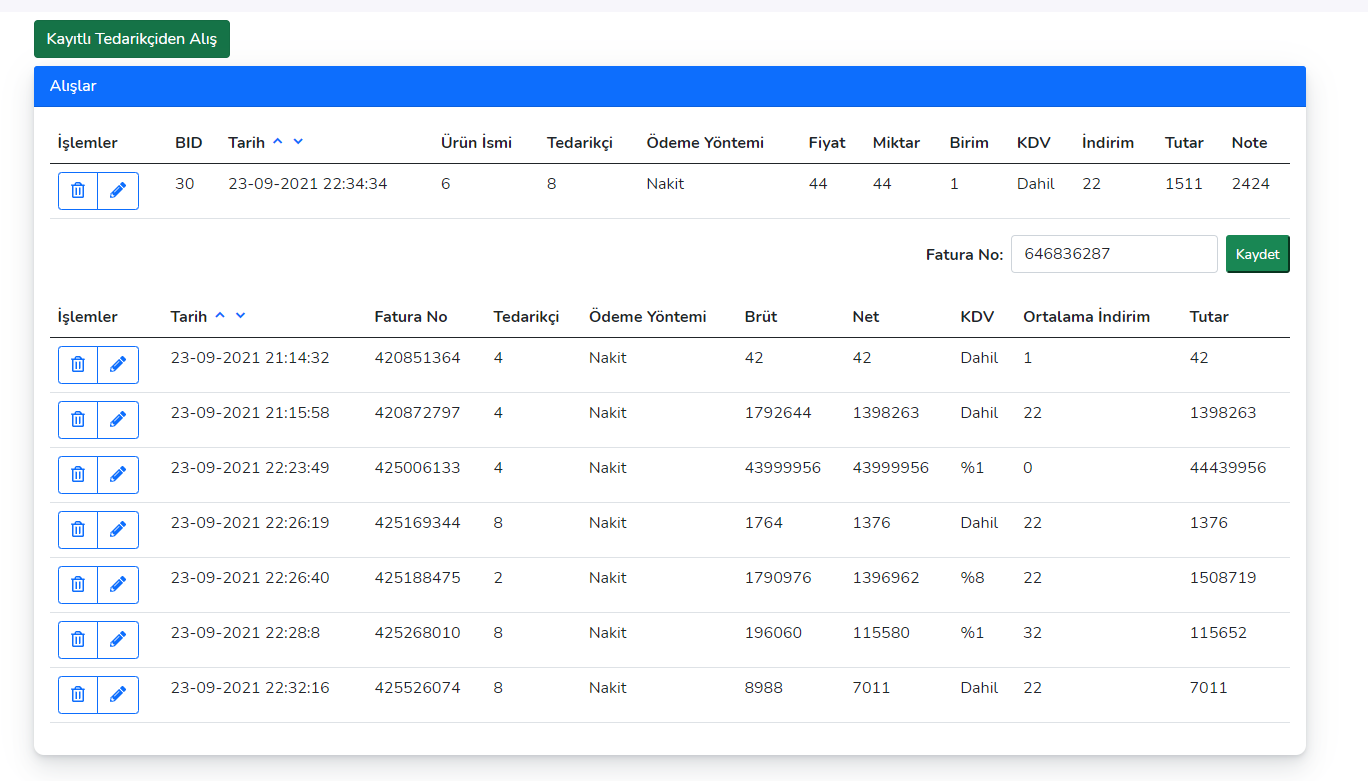 Kayıtlı Tedarikçiden Alış
Alışlar
İşlemler BID Tarih Ürün İsmi Tedarikçi Ödeme Yöntemi Fiyat Miktar Birim KDV İndirim Tutar Note
30 23-09-2021 22:34:34 6 8 Nakit 44 44 1 Dahil 22 1511 2424
Fatura No: 646836287 Kaydet
İşlemler Tarih Fatura No Tedarikçi Ödeme Yöntemi Brüt Net KDV Ortalama İndirim Tutar
23-09-2021 21:14:32 420851364 4 Nakit 42 42 Dahil 1 42
23-09-2021 21:15:58 420872797 4 Nakit 1792644 1398263 Dahil 22 1398263
23-09-2021 22:23:49 425006133 4 Nakit 43999956 43999956 %1 0 44439956
23-09-2021 22:26:19 425169344 8 Nakit 1764 1376 Dahil 22 1376
23-09-2021 22:26:40 425188475 2 Nakit 1790976 1396962 %8 22 1508719
23-09-2021 22:28:8 425268010 8 Nakit 196060 115580 %1 32 115652
23-09-2021 22:32:16 425526074 8 Nakit 8988 7011 Dahil 22 7011